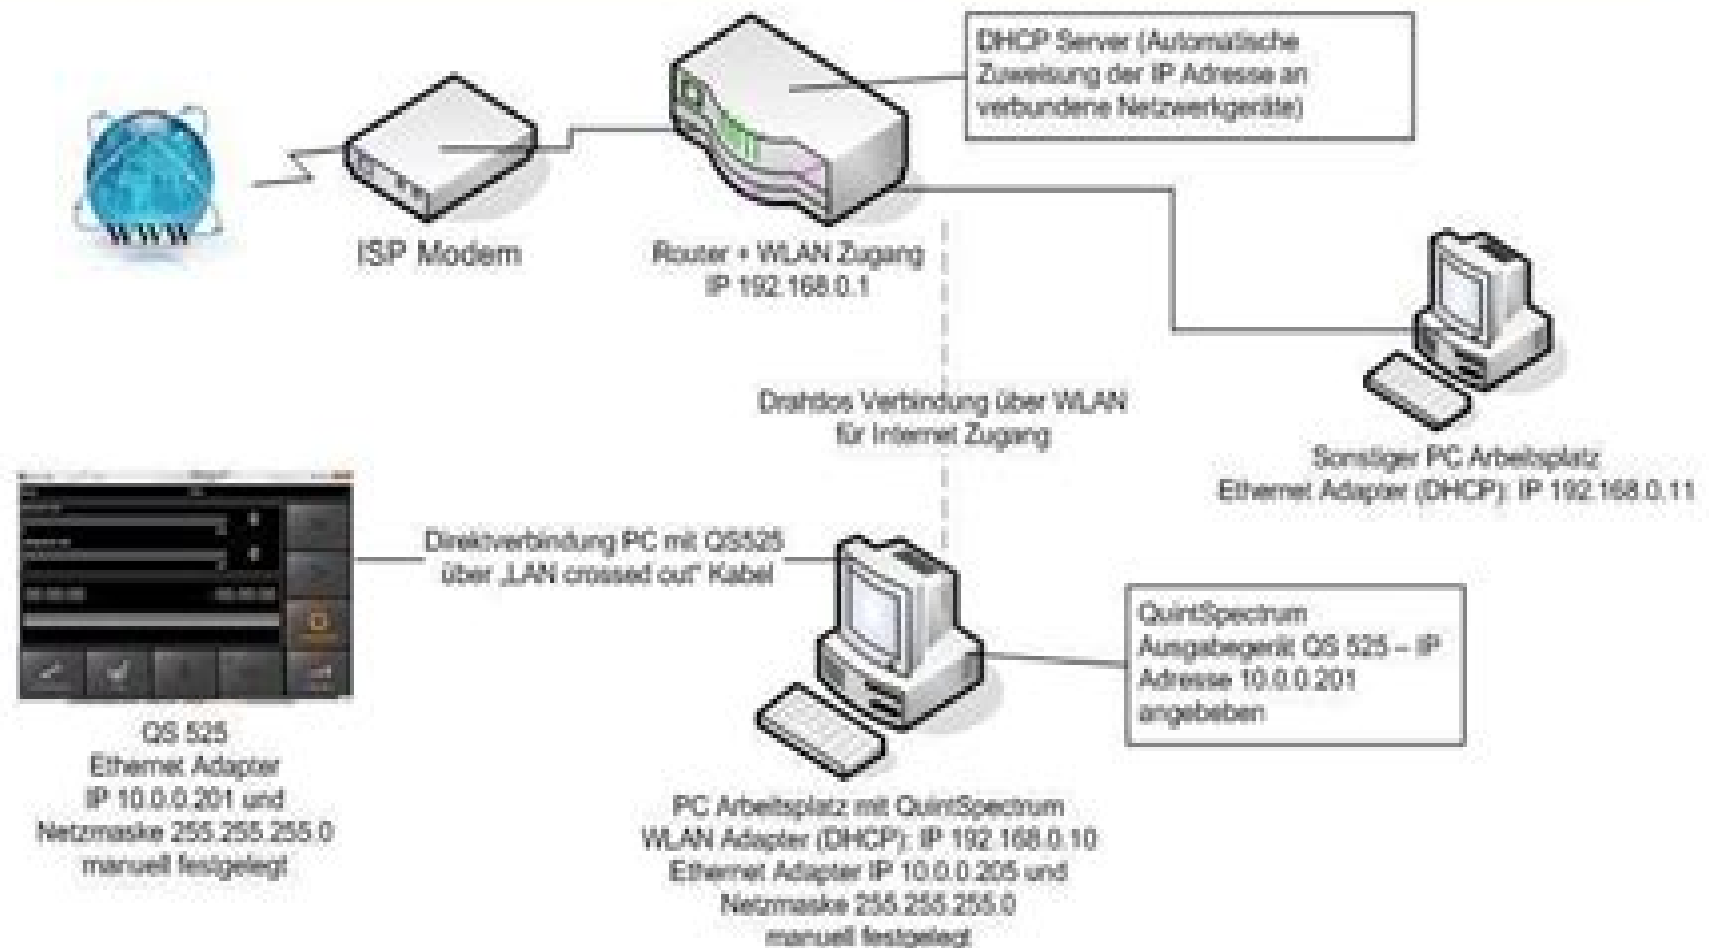 DHCP Server (Automatische
Zuweisung der IP Adresse an
verbundene Netzwerkgeräte)
WWW
ISP Modem
Router + WLAN Zugang
IP 192.168.0.1
Drahtlos Verbindung über WLAN
für Internet Zugang
Sonstiger PC Arbeitsplatz
Ethernet Adapter (DHCP): IP 192.168.0.11
Direktverbindung PC mit QS525
über „LAN crossed out“ Kabel
QuintSpectrum
Ausgabegerät QS 525 – IP
Adresse 10.0.0.201
angebeben
QS 525
Ethernet Adapter
IP 10.0.0.201 und
Netzmaske 255.255.255.0
manuell festgelegt
PC Arbeitsplatz mit QuintSpectrum
WLAN Adapter (DHCP): IP 192.168.0.10
Ethernet Adapter IP 10.0.0.205 und
Netzmaske 255.255.255.0
manuell festgelegt